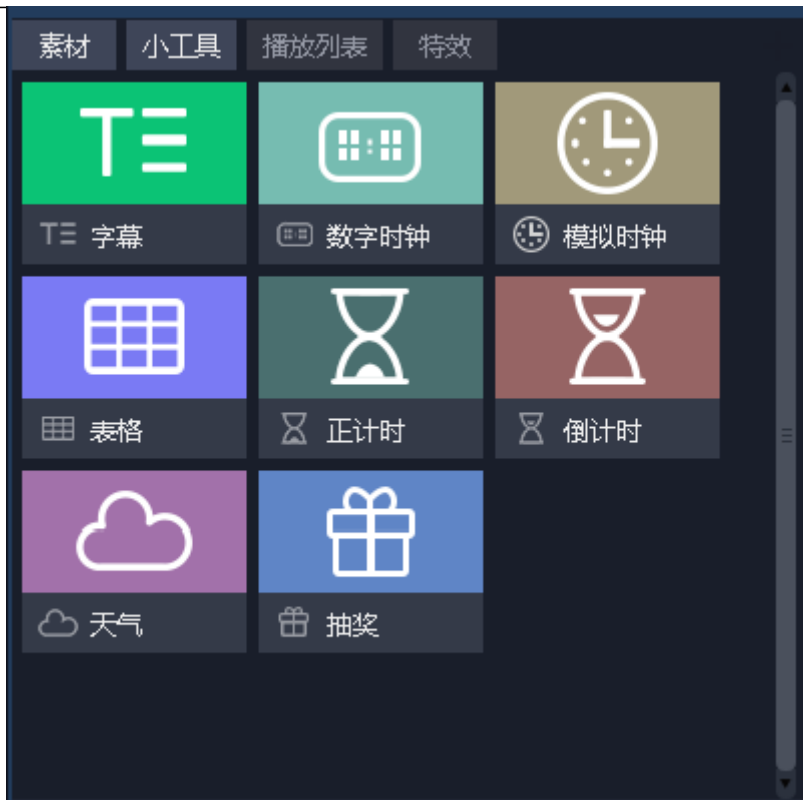 素材 小工具 播放列表 特效
字幕 数字时钟 模拟时钟
表格 正计时 倒计时
天气 抽奖